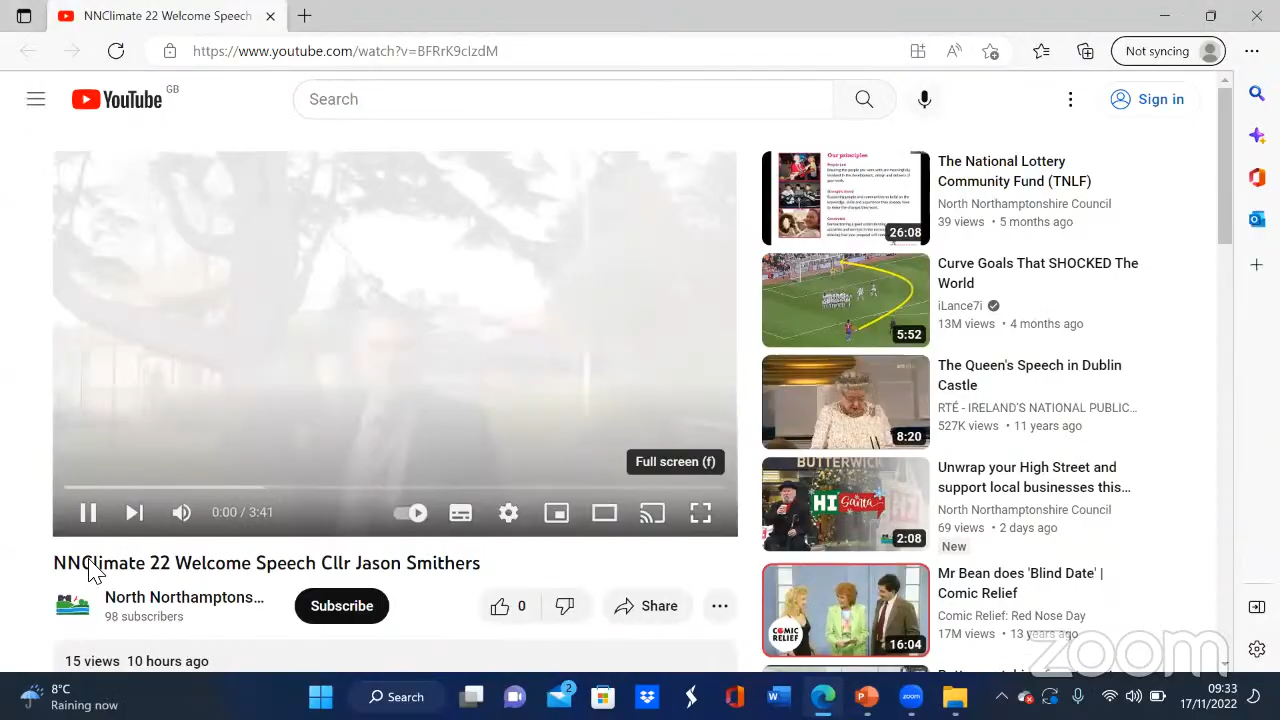 NNClimate 22 Welcome Speech
https://www.youtube.com/watch?v=BFRrK9cIzdM
Not syncing
YouTube GB
Search
Sign in
Our principles
26:08
The National Lottery
Community Fund (TNLF)
North Northamptonshire Council
39 views • 5 months ago
5:52
Curve Goals That SHOCKED The
World
iLance7i
13M views • 4 months ago
8:20
The Queen's Speech in Dublin
Castle
RTÉ - IRELAND'S NATIONAL PUBLIC...
527K views • 11 years ago
BUTTERWICK
HI Santa
2:08
Unwrap your High Street and
support local businesses this...
North Northamptonshire Council
69 views • 2 days ago
New
COMIC
RELIEF
16:04
Mr Bean does 'Blind Date' |
Comic Relief
Comic Relief: Red Nose Day
17M views • 13 years ago
Full screen (f)
0:00 / 3:41
NNClimate 22 Welcome Speech Cllr Jason Smithers
North Northamptons...
98 subscribers
Subscribe
0
Share
15 views 10 hours ago
zoom
8°C
Raining now
Search
2
zoom
09:33
17/11/2022